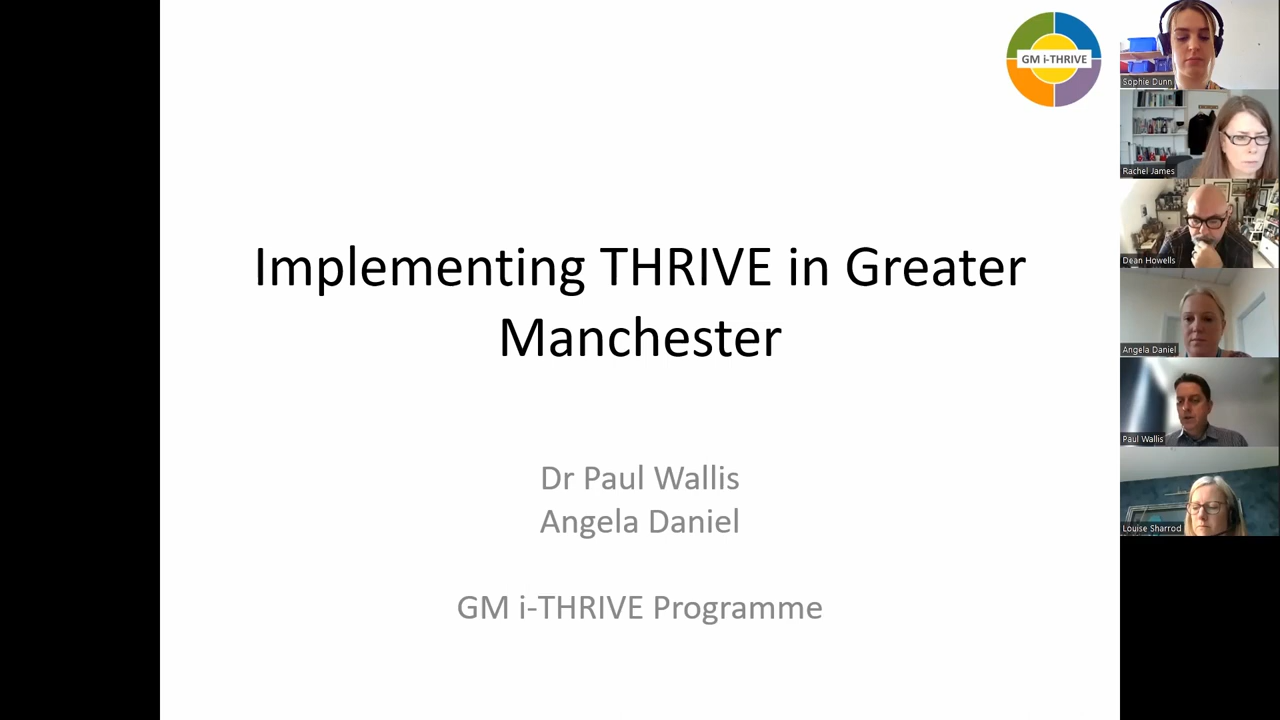 GM i-THRIVE
Implementing THRIVE in Greater
Manchester
Dr Paul Wallis
Angela Daniel
GM i-THRIVE Programme
Sophie Dunn
Rachel James
Dean Howells
Angela Daniel
Paul Wallis
Louise Sharrod